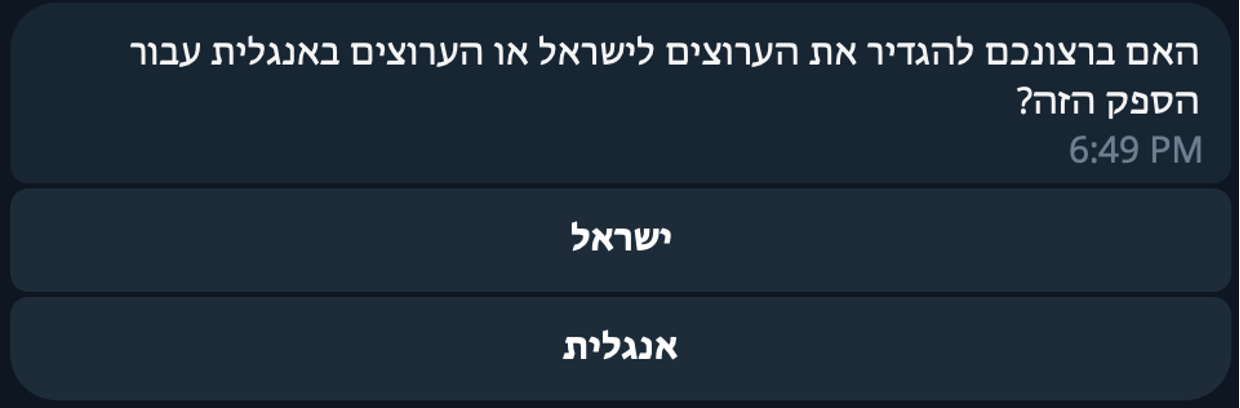 האם ברצונכם להגדיר את הערוצים לישראל או הערוצים באנגלית עבור
הספק הזה?
6:49 PM
ישראל
אנגלית